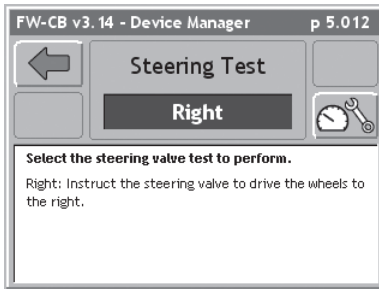 FW-CB v3.14 - Device Manager p 5.012
Steering Test
Right
Select the steering valve test to perform.
Right: Instruct the steering valve to drive the wheels to
the right.